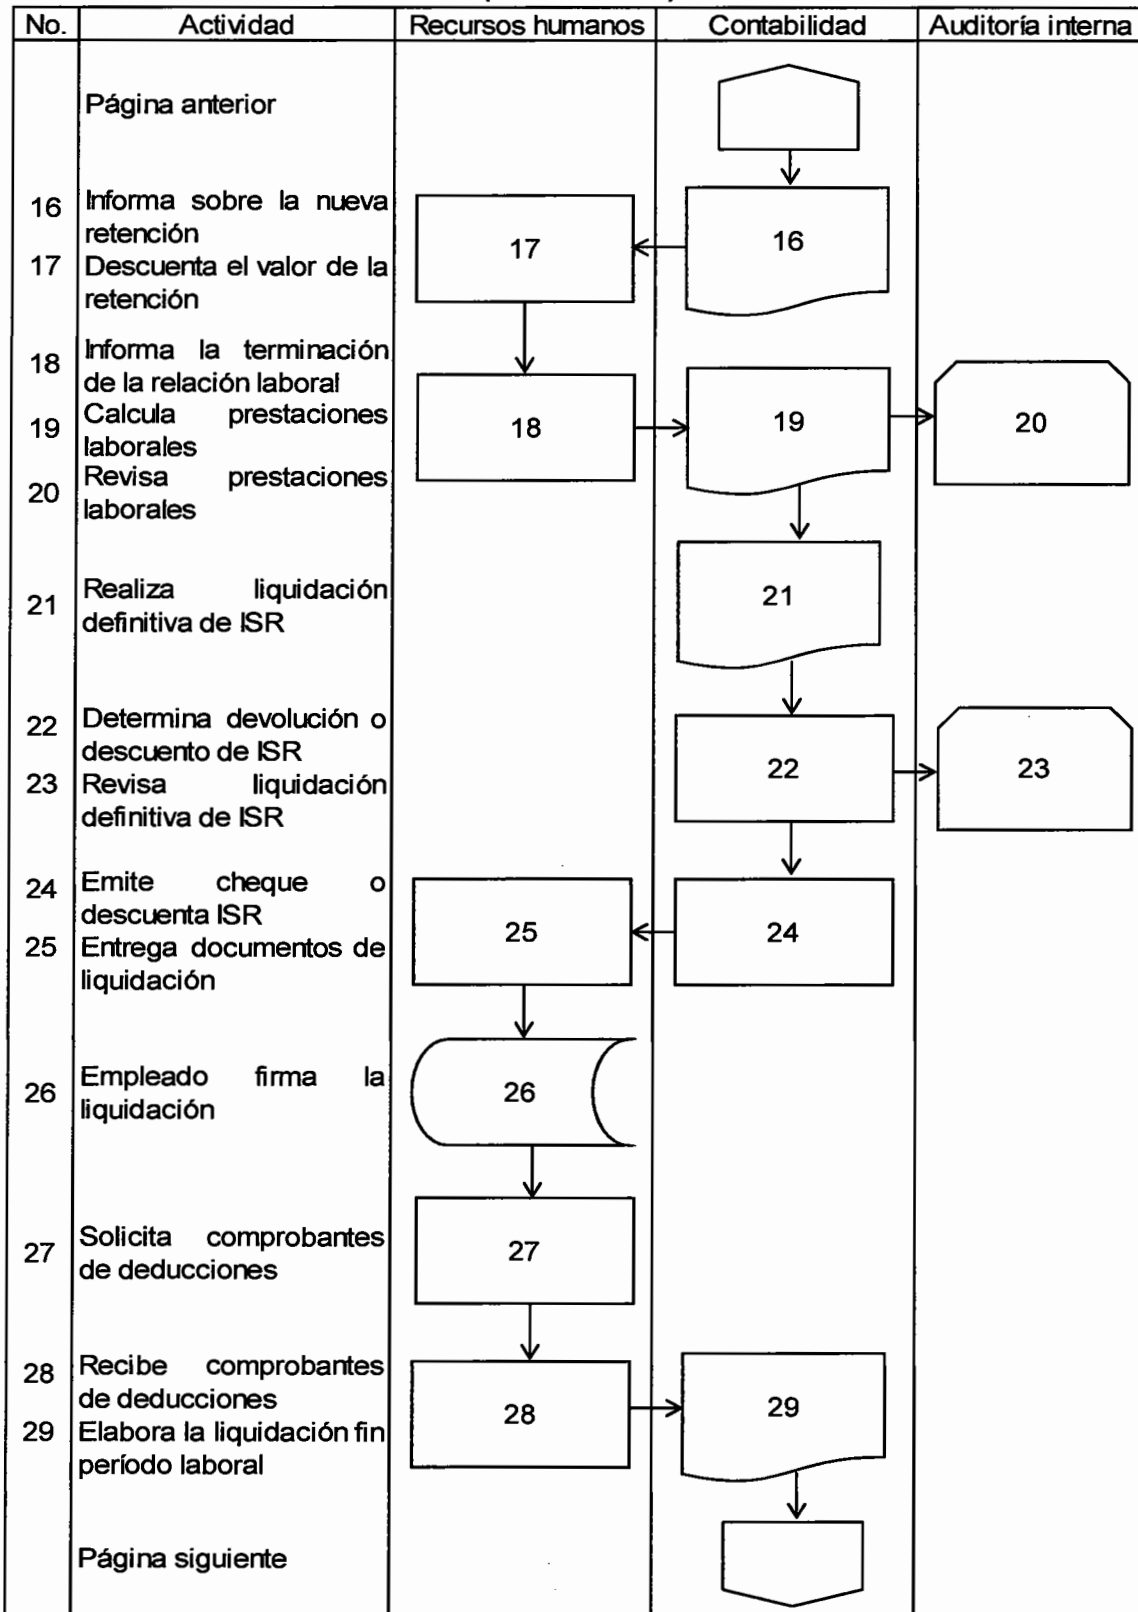 No. Actividad Recursos humanos Contabilidad Auditoría interna
Página anterior
16 Informa sobre la nueva
retención
17 Descuenta el valor de la
retención
17
16
18 Informa la terminación
de la relación laboral
19 Calcula prestaciones
laborales
20 Revisa prestaciones
laborales
18
19
20
21 Realiza liquidación
definitiva de ISR
21
22 Determina devolución o
descuento de ISR
23 Revisa liquidación
definitiva de ISR
22
23
24 Emite cheque o
descuenta ISR
25 Entrega documentos de
liquidación
25
24
26 Empleado firma la
liquidación
26
27 Solicita comprobantes
de deducciones
27
28 Recibe comprobantes
de deducciones
29 Elabora la liquidación fin
período laboral
28
29
Página siguiente